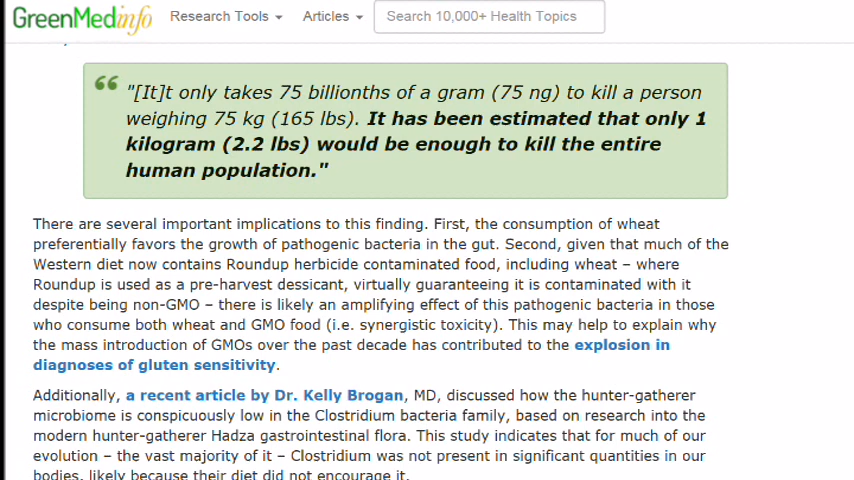 GreenMedinfo Research Tools Articles Search 10,000+ Health Topics
"[It]t only takes 75 billionths of a gram (75 ng) to kill a person
weighing 75 kg (165 lbs). It has been estimated that only 1
kilogram (2.2 lbs) would be enough to kill the entire
human population."
There are several important implications to this finding. First, the consumption of wheat
preferentially favors the growth of pathogenic bacteria in the gut. Second, given that much of the
Western diet now contains Roundup herbicide contaminated food, including wheat – where
Roundup is used as a pre-harvest dessicant, virtually guaranteeing it is contaminated with it
despite being non-GMO – there is likely an amplifying effect of this pathogenic bacteria in those
who consume both wheat and GMO food (i.e. synergistic toxicity). This may help to explain why
the mass introduction of GMOs over the past decade has contributed to the explosion in
diagnoses of gluten sensitivity.
Additionally, a recent article by Dr. Kelly Brogan, MD, discussed how the hunter-gatherer
microbiome is conspicuously low in the Clostridium bacteria family, based on research into the
modern hunter-gatherer Hadza gastrointestinal flora. This study indicates that for much of our
evolution – the vast majority of it – Clostridium was not present in significant quantities in our
bodies, likely because their diet did not encourage it.